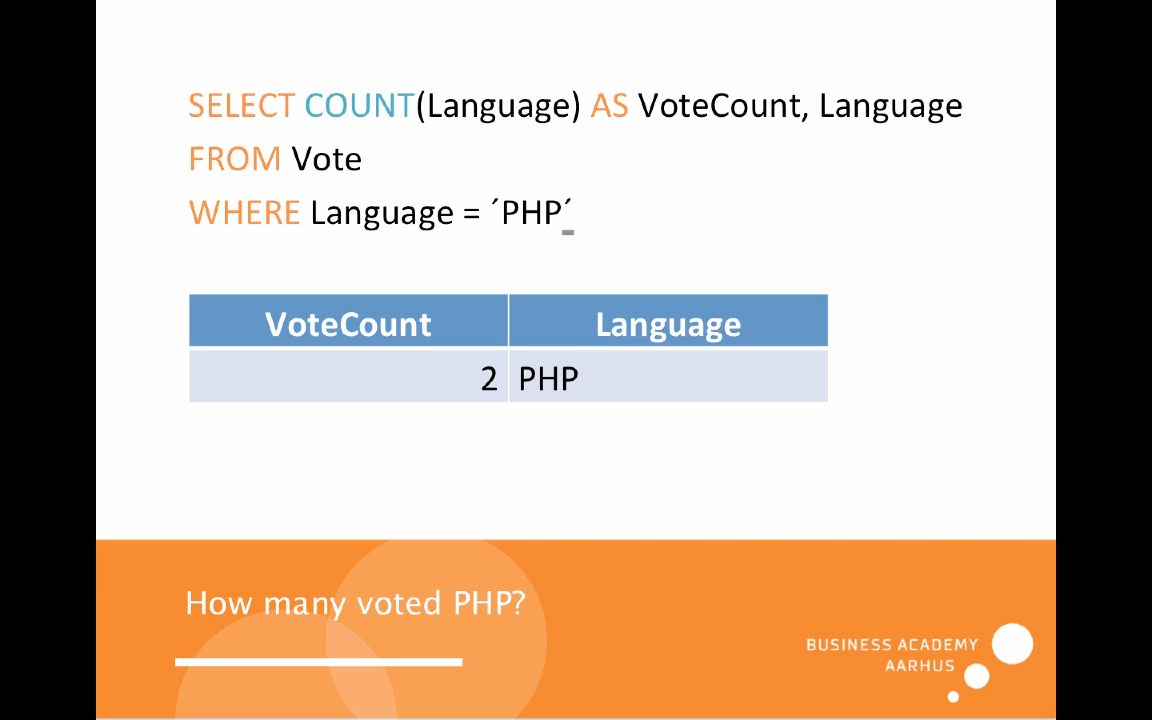 SELECT COUNT(Language) AS VoteCount, Language
FROM Vote
WHERE Language = ´PHP´
VoteCount Language
2 PHP
How many voted PHP?
BUSINESS ACADEMY
AARHUS